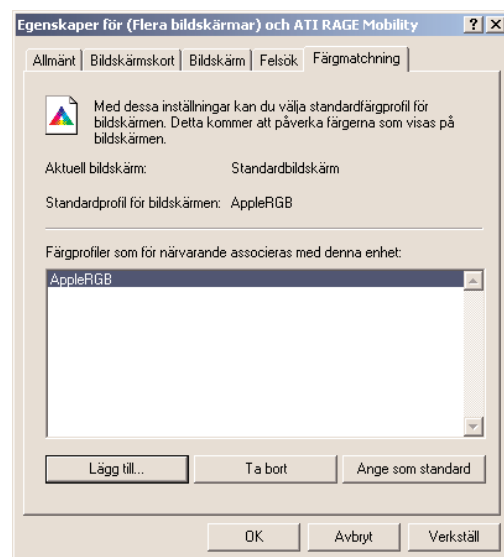 Egenskaper för (Flera bildskärmar) och ATI RAGE Mobility
Allmänt Bildskärmskort Bildskärm Felsök Färgmatchning
Med dessa inställningar kan du välja standardfärgprofil för
bildskärmen. Detta kommer att påverka färgerna som visas på
bildskärmen.
Aktuell bildskärm: Standardbildskärm
Standardprofil för bildskärmen: AppleRGB
Färgprofiler som för närvarande associeras med denna enhet:
AppleRGB
Lägg till... Ta bort Ange som standard
OK Avbryt Verkställ